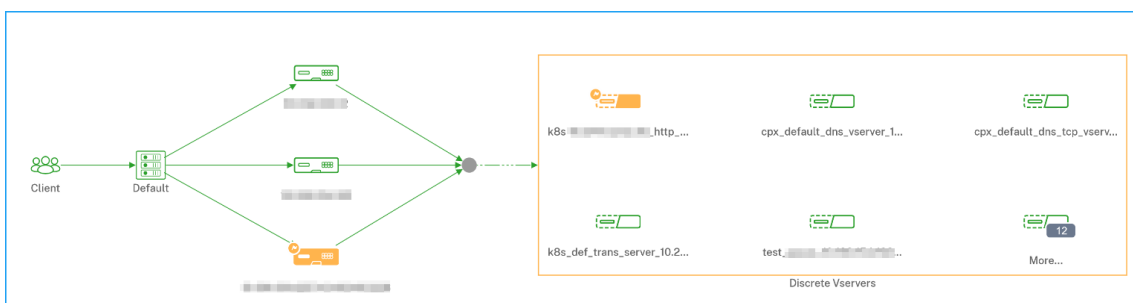 k8s _http_...
cpx_default_dns_vserver_1...
cpx_default_dns_tcp_vserv...
Client
Default
k8s_def_trans_server_10.2...
test_ ...
12
More...
Discrete Vservers